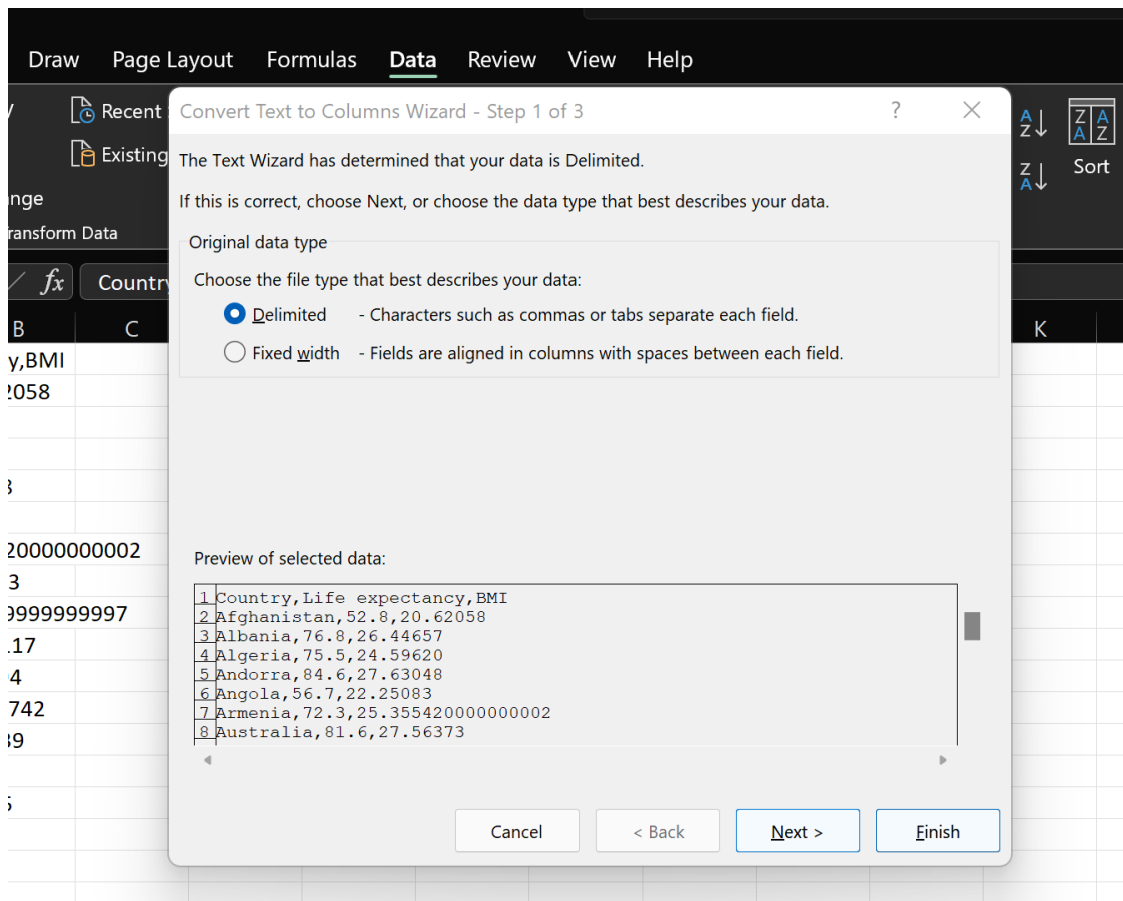 Draw Page Layout Formulas Data Review View Help
Recent
Existing
nge
ransform Data
Sort
Convert Text to Columns Wizard - Step 1 of 3 ? ×
The Text Wizard has determined that your data is Delimited.
If this is correct, choose Next, or choose the data type that best describes your data.
Original data type
Choose the file type that best describes your data:
Delimited - Characters such as commas or tabs separate each field.
Fixed width - Fields are aligned in columns with spaces between each field.
Preview of selected data:
1 Country,Life expectancy,BMI
2 Afghanistan,52.8,20.62058
3 Albania,76.8,26.44657
4 Algeria,75.5,24.59620
5 Andorra,84.6,27.63048
6 Angola,56.7,22.25083
7 Armenia,72.3,25.355420000000002
8 Australia,81.6,27.56373
Cancel < Back Next > Finish
fx Country
B C K
y,BMI
2058
3
20000000002
3
9999999997
.17
4
742
39
5